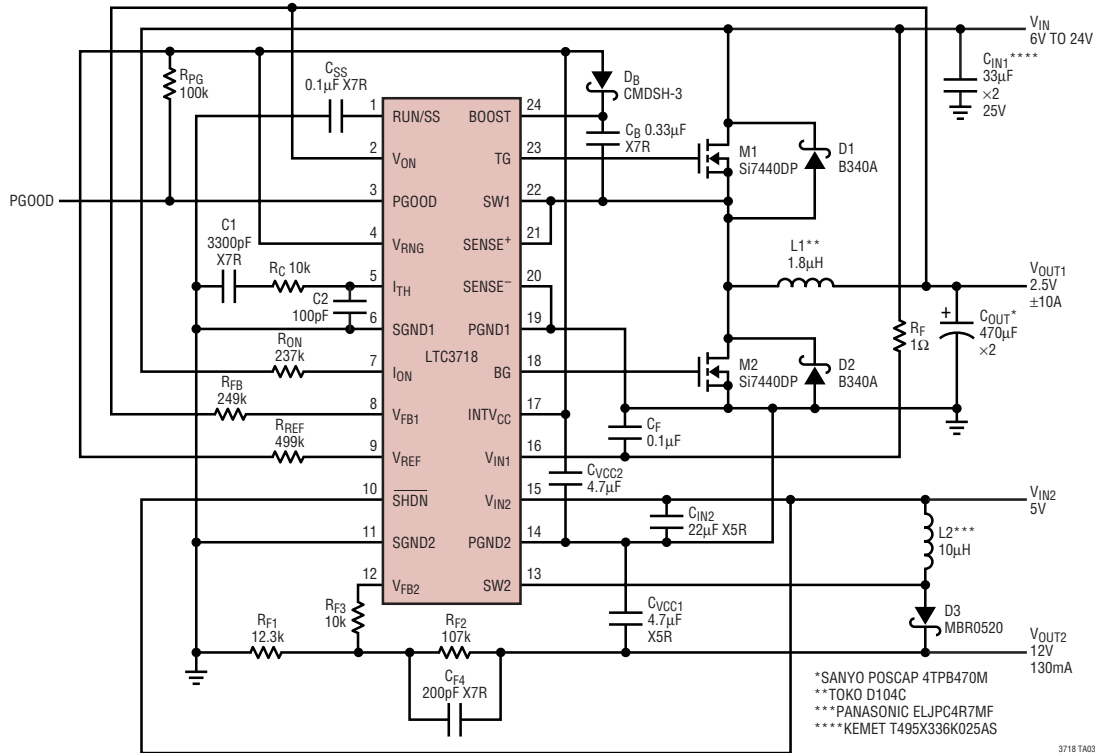 V_IN
6V TO 24V
C_IN1****
33µF
×2
25V
R_PG
100k
C_SS
0.1µF X7R
D_B
CMDSH-3
C_B 0.33µF
X7R
M1
Si7440DP
D1
B340A
1
RUN/SS
BOOST
24
2
V_ON
TG
23
PGOOD
3
PGOOD
SW1
22
4
V_RNG
SENSE+
21
C1
3300pF
X7R
R_C 10k
5
I_TH
SENSE−
20
C2
100pF
6
SGND1
PGND1
19
LTC3718
R_ON
237k
7
I_ON
BG
18
R_FB
249k
8
V_FB1
INTV_CC
17
R_REF
499k
9
V_REF
V_IN1
16
10
SHDN
V_IN2
15
11
SGND2
PGND2
14
12
V_FB2
SW2
13
L1**
1.8µH
V_OUT1
2.5V
±10A
C_OUT*
470µF
×2
+
R_F
1Ω
M2
Si7440DP
D2
B340A
C_F
0.1µF
C_VCC2
4.7µF
C_IN2
22µF X5R
V_IN2
5V
L2***
10µH
C_VCC1
4.7µF
X5R
D3
MBR0520
V_OUT2
12V
130mA
R_F1
12.3k
R_F3
10k
R_F2
107k
C_F4
200pF X7R
*SANYO POSCAP 4TPB470M
**TOKO D104C
***PANASONIC ELJPC4R7MF
****KEMET T495X336K025AS
3718 TA03